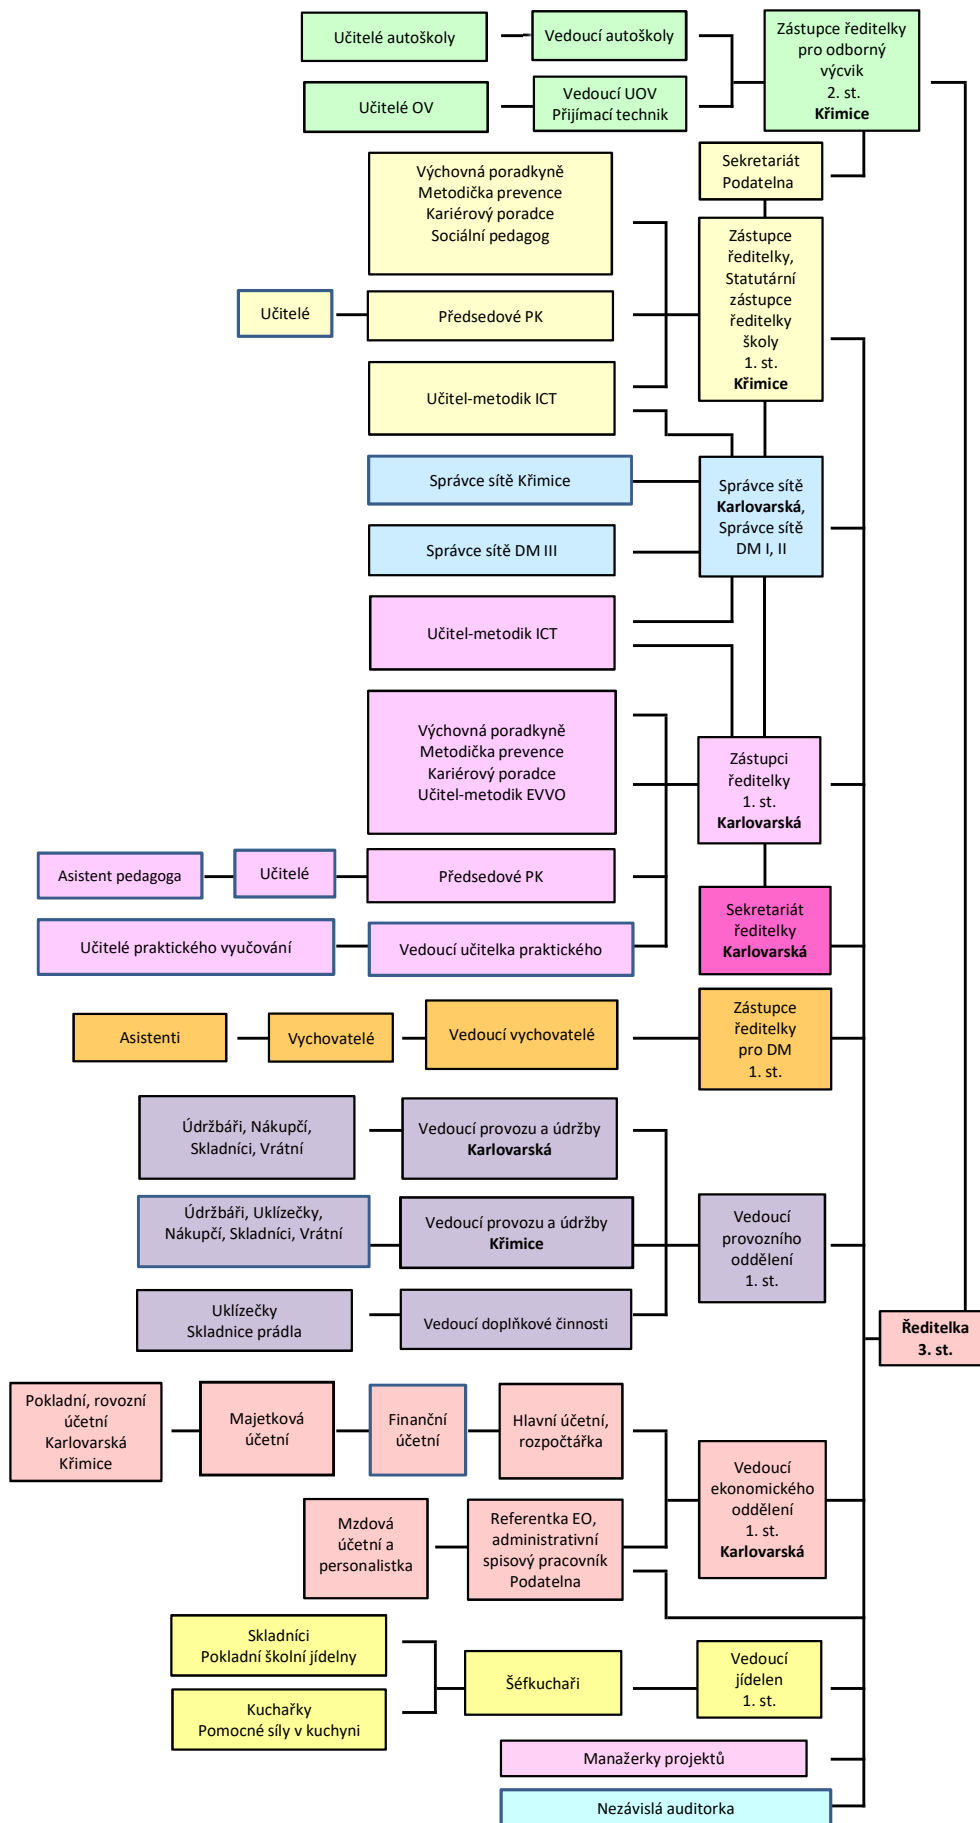 Učitelé autoškoly
Vedoucí autoškoly
Zástupce ředitelky
pro odborný
výcvik
2. st.
Křimice
Učitelé OV
Vedoucí UOV
Přijímací technik
Sekretariát
Podatelna
Výchovná poradkyně
Metodička prevence
Kariérový poradce
Sociální pedagog
Zástupce
ředitelky,
Statutární
zástupce
ředitelky
školy
1. st.
Křimice
Učitelé
Předsedové PK
Učitel-metodik ICT
Správce sítě Křimice
Správce sítě
Karlovarská,
Správce sítě
DM I, II
Správce sítě DM III
Učitel-metodik ICT
Výchovná poradkyně
Metodička prevence
Kariérový poradce
Učitel-metodik EVVO
Zástupci
ředitelky
1. st.
Karlovarská
Asistent pedagoga
Učitelé
Předsedové PK
Sekretariát
ředitelky
Karlovarská
Učitelé praktického vyučování
Vedoucí učitelka praktického
Asistenti
Vychovatelé
Vedoucí vychovatelé
Zástupce
ředitelky
pro DM
1. st.
Údržbáři, Nákupčí,
Skladníci, Vrátní
Vedoucí provozu a údržby
Karlovarská
Údržbáři, Uklízečky,
Nákupčí, Skladníci, Vrátní
Vedoucí provozu a údržby
Křimice
Vedoucí
provozního
oddělení
1. st.
Uklízečky
Skladnice prádla
Vedoucí doplňkové činnosti
Ředitelka
3. st.
Pokladní, rovozní
účetní
Karlovarská
Křimice
Majetková
účetní
Finanční
účetní
Hlavní účetní,
rozpočtářka
Vedoucí
ekonomického
oddělení
1. st.
Karlovarská
Mzdová
účetní a
personalistka
Referentka EO,
administrativní
spisový pracovník
Podatelna
Skladníci
Pokladní školní jídelny
Kuchařky
Pomocné síly v kuchyni
Šéfkuchaři
Vedoucí
jídelen
1. st.
Manažerky projektů
Nezávislá auditorka